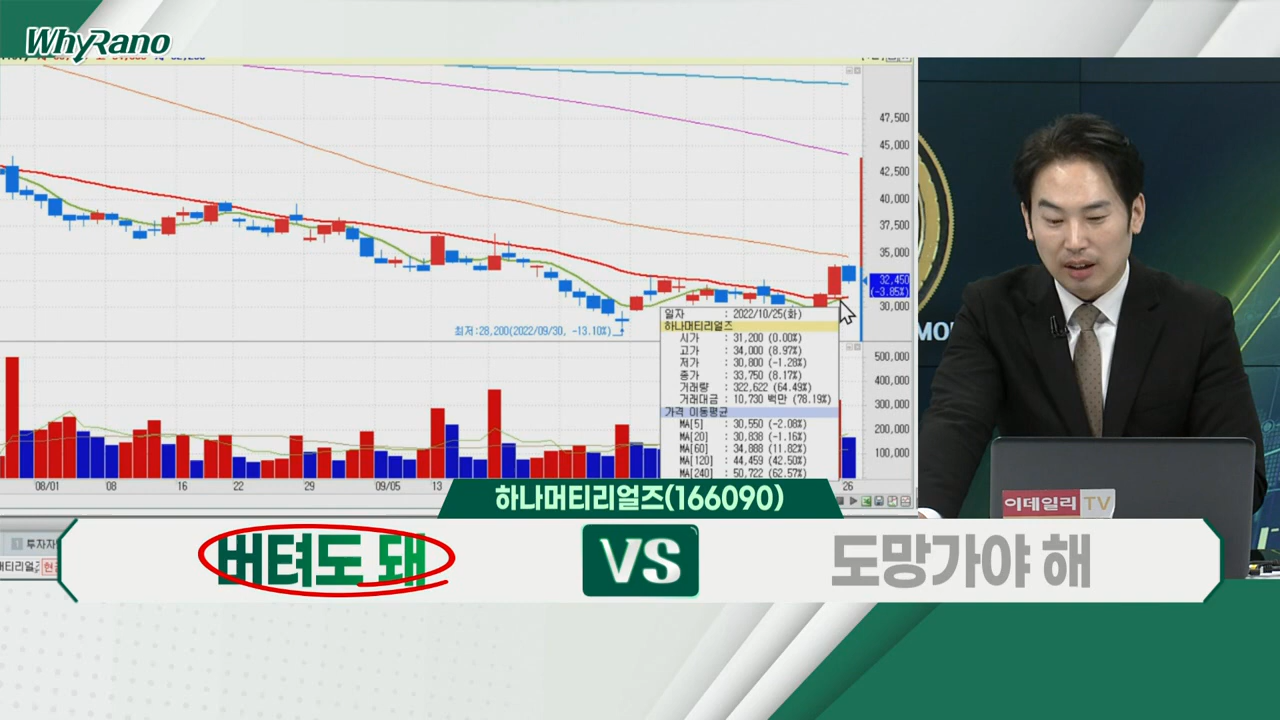 WhyRano
47,500
45,000
42,500
40,000
37,500
35,000
32,450
(-3.85%)
30,000
최저:28,200(2022/09/30, -13.10%)
일자 : 2022/10/25(화)
하나머티리얼즈
시가 : 31,200 (0.00%)
고가 : 34,000 (8.97%)
저가 : 30,800 (-1.28%)
종가 : 33,750 (8.17%)
거래량 : 322,622 (64.49%)
거래대금 : 10,730 백만 (78.19%)
가격 이동평균
MA[5] : 30,550 (-2.08%)
MA[20] : 30,838 (-1.16%)
MA[60] : 34,888 (11.82%)
MA[120] : 44,459 (42.50%)
MA[240] : 50,722 (62.57%)
500,000
400,000
300,000
200,000
100,000
08/01 08 16 22 29 09/05 13 26
MO
이데일리 TV
하나머티리얼즈(166090)
1 투자자
버텨도 돼 VS 도망가야 해